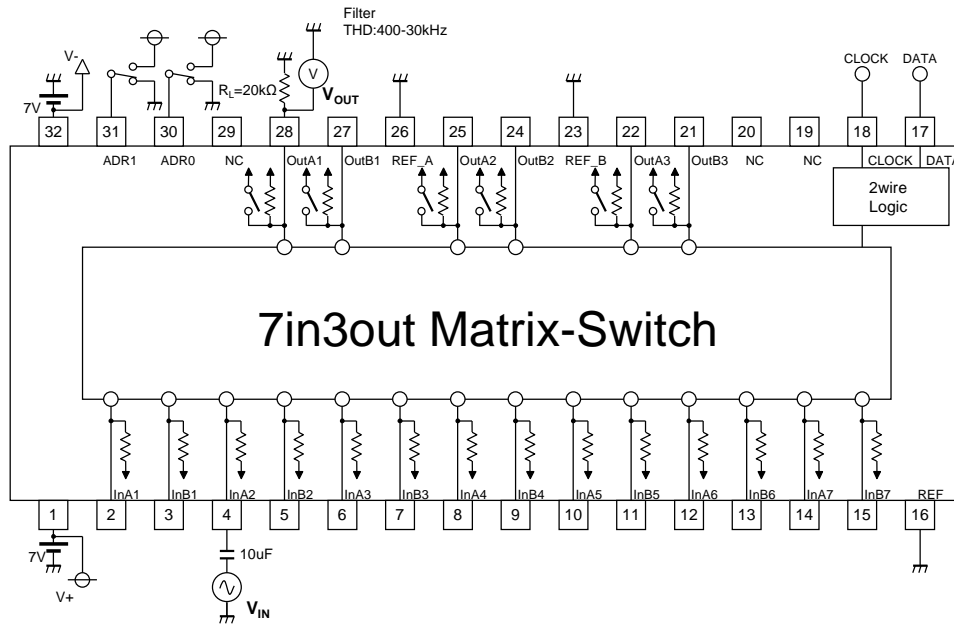 Filter
THD:400-30kHz
V-
7V
RL=20kΩ
V
VOUT
CLOCK DATA
32 31 30 29 28 27 26 25 24 23 22 21 20 19 18 17
ADR1 ADR0 NC OutA1 OutB1 REF_A OutA2 OutB2 REF_B OutA3 OutB3 NC NC CLOCK DATA
2wire
Logic
7in3out Matrix-Switch
InA1 InB1 InA2 InB2 InA3 InB3 InA4 InB4 InA5 InB5 InA6 InB6 InA7 InB7 REF
1 2 3 4 5 6 7 8 9 10 11 12 13 14 15 16
7V
10uF
V+
VIN